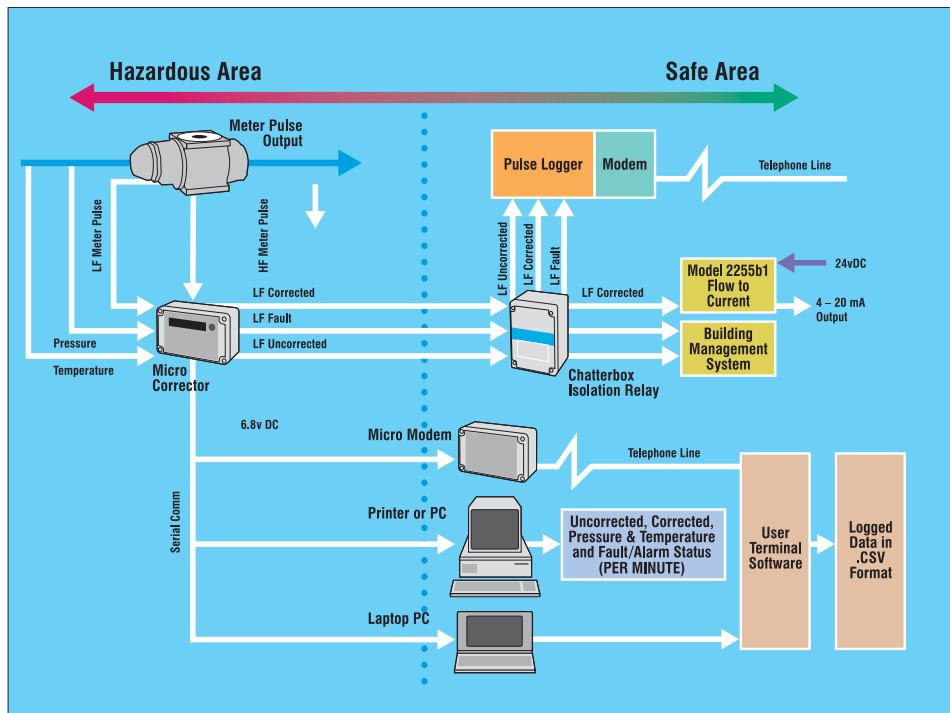 Hazardous Area
Safe Area
Meter Pulse
Output
Pulse Logger
Modem
Telephone Line
LF Meter Pulse
HF Meter Pulse
LF Uncorrected
LF Corrected
LF Fault
24vDC
Model 2255b1
Flow to
Current
LF Corrected
LF Fault
LF Uncorrected
LF Corrected
4 – 20 mA
Output
Building
Management
System
Pressure
Temperature
Micro
Corrector
Chatterbox
Isolation Relay
6.8v DC
Micro Modem
Telephone Line
Serial Comm
Printer or PC
Uncorrected, Corrected,
Pressure & Temperature
and Fault/Alarm Status
(PER MINUTE)
User
Terminal
Software
Logged
Data in
.CSV
Format
Laptop PC